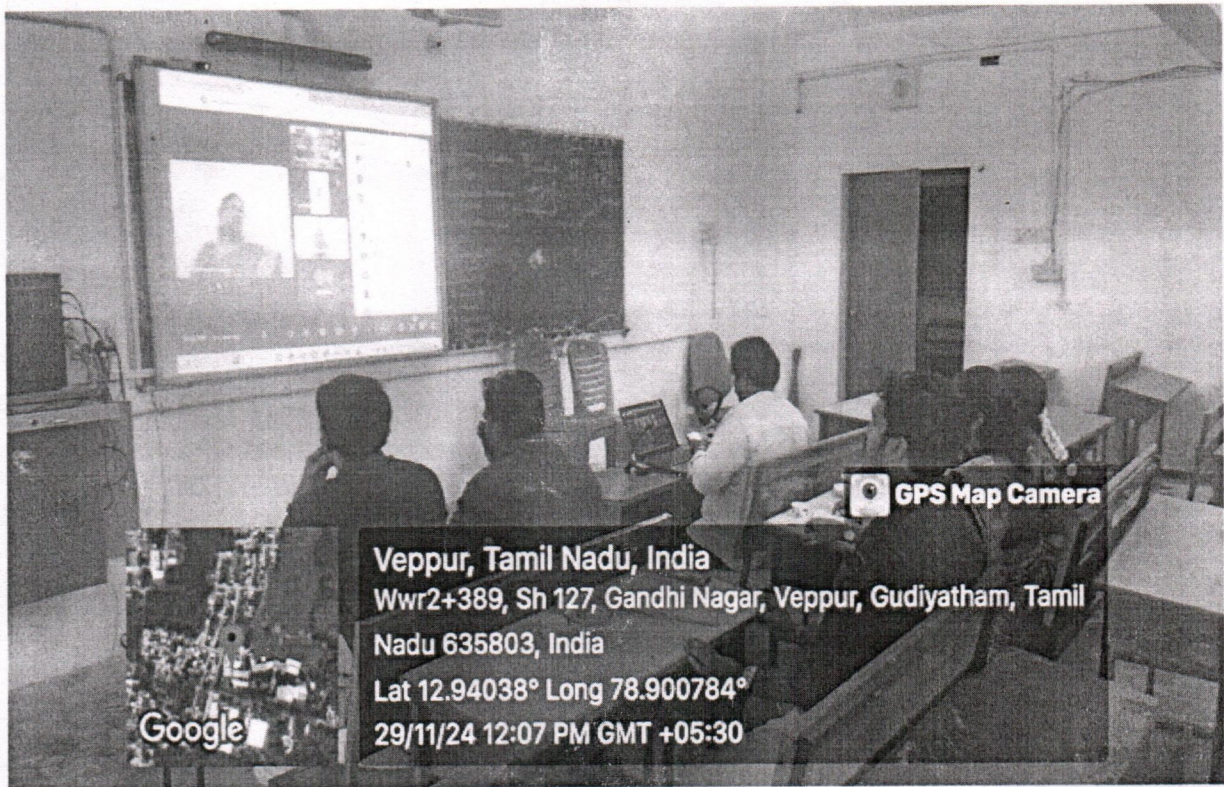 GPS Map Camera
Veppur, Tamil Nadu, India
Wwr2+389, Sh 127, Gandhi Nagar, Veppur, Gudiyatham, Tamil
Nadu 635803, India
Lat 12.94038° Long 78.900784°
29/11/24 12:07 PM GMT +05:30
Google